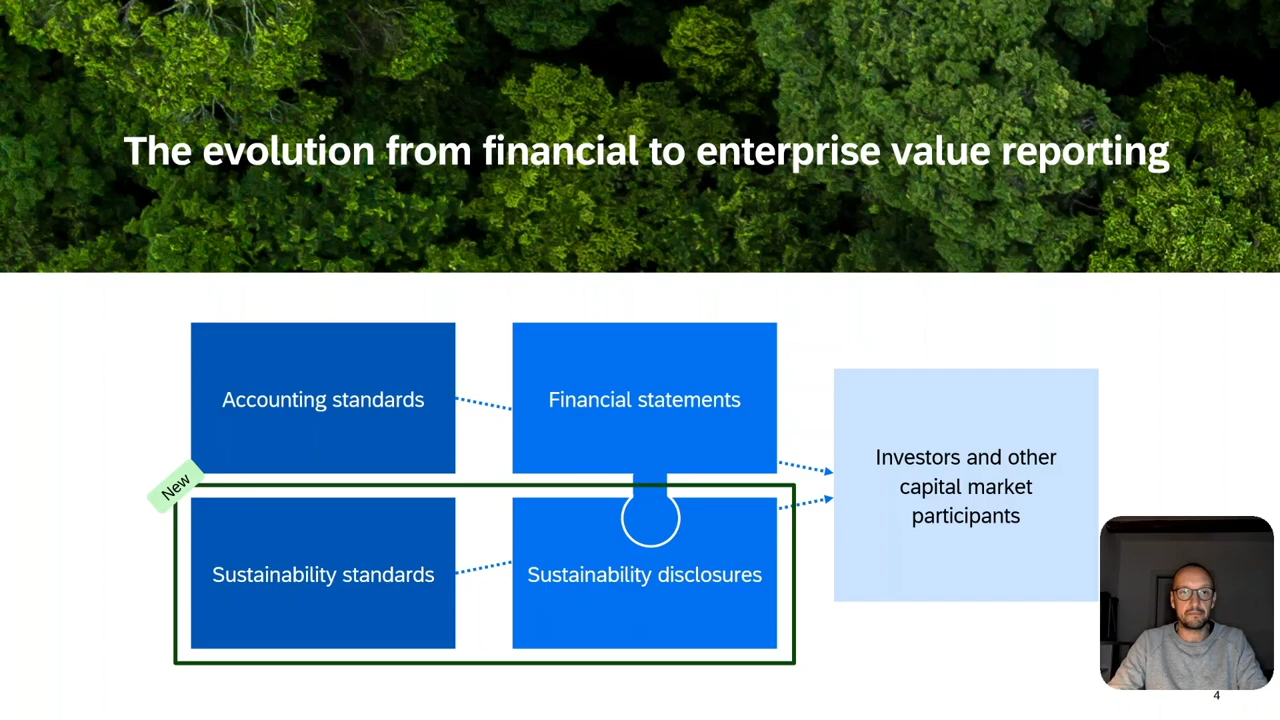 The evolution from financial to enterprise value reporting
Accounting standards
Financial statements
Investors and other
capital market
participants
New
Sustainability standards
Sustainability disclosures
4